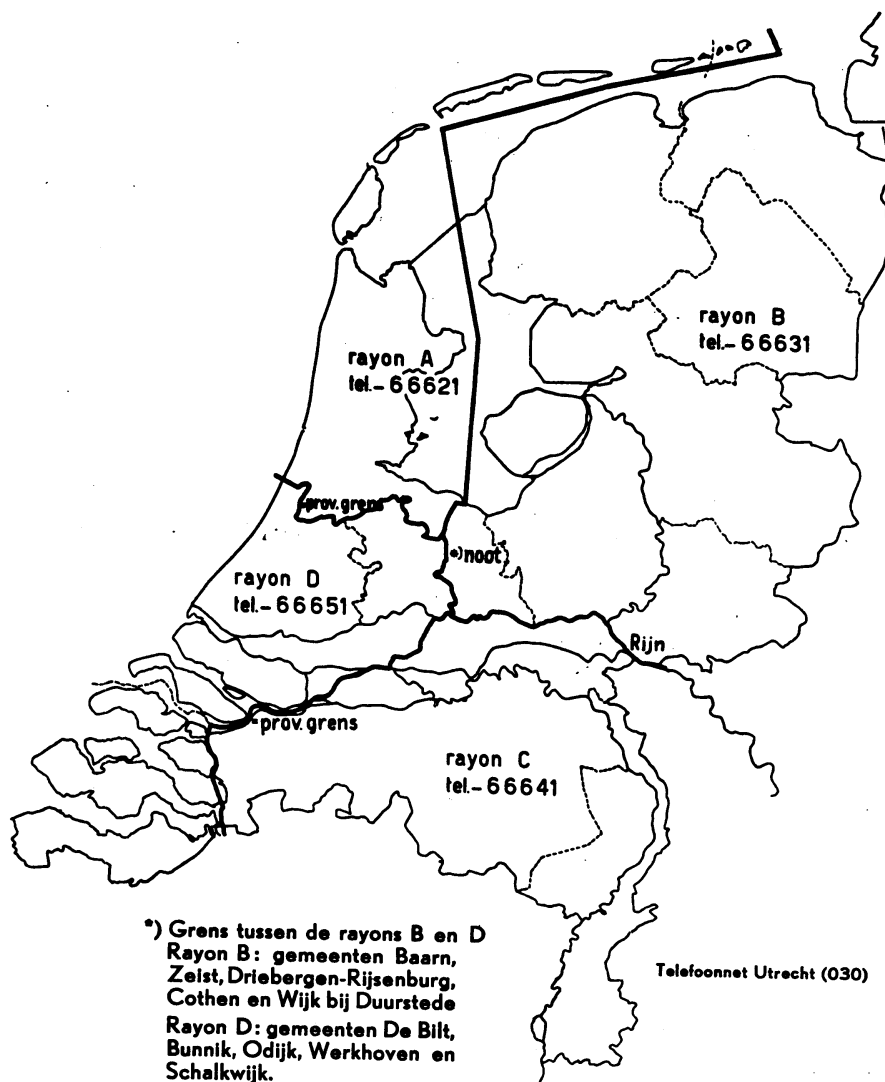 rayon B
tel.-66631
rayon A
tel.-66621
prov. grens
*) noot
rayon D
tel.-66651
Rijn
prov. grens
rayon C
tel.-66641
*) Grens tussen de rayons B en D
Rayon B: gemeenten Baarn,
Zeist, Driebergen-Rijsenburg,
Cothen en Wijk bij Duurstede
Rayon D: gemeenten De Bilt,
Bunnik, Odijk, Werkhoven en
Schalkwijk.
Telefoonnet Utrecht (030)